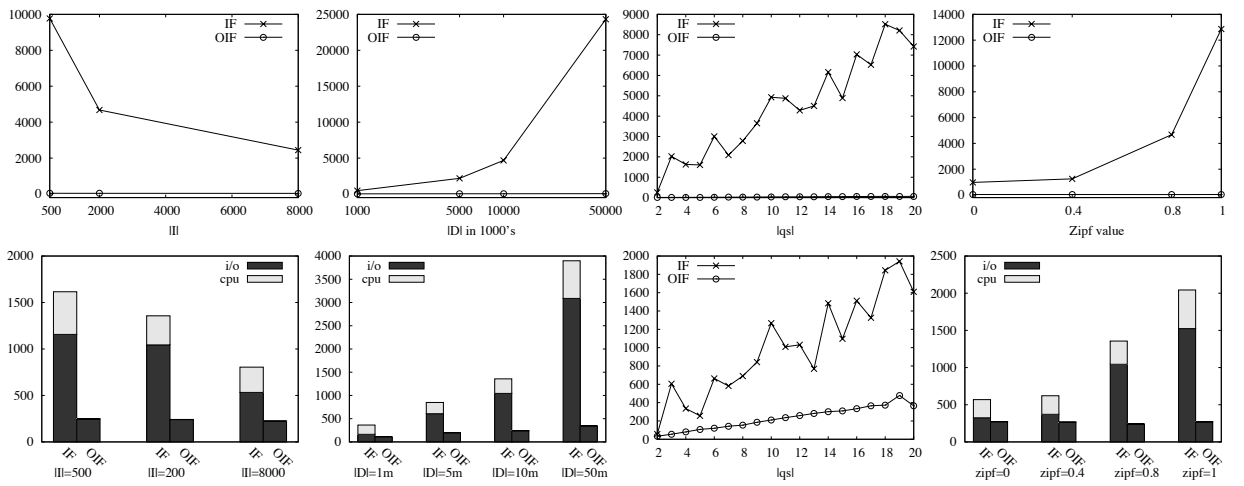 10000
8000
6000
4000
2000
0
500 2000 4000 6000 8000
|I|
IF
OIF
25000
20000
15000
10000
5000
0
1000 5000 10000 50000
|D| in 1000's
IF
OIF
9000
8000
7000
6000
5000
4000
3000
2000
1000
0
2 4 6 8 10 12 14 16 18 20
|qs|
IF
OIF
14000
12000
10000
8000
6000
4000
2000
0
0 0.4 0.8 1
Zipf value
IF
OIF
2000
1500
1000
500
0
i/o
cpu
IF OIF IF OIF IF OIF
|I|=500 |I|=200 |I|=8000
4000
3500
3000
2500
2000
1500
1000
500
0
i/o
cpu
IF OIF IF OIF IF OIF IF OIF
|D|=1m |D|=5m |D|=10m |D|=50m
2000
1800
1600
1400
1200
1000
800
600
400
200
0
2 4 6 8 10 12 14 16 18 20
|qs|
IF
OIF
2500
2000
1500
1000
500
0
i/o
cpu
IF OIF IF OIF IF OIF IF OIF
zipf=0 zipf=0.4 zipf=0.8 zipf=1